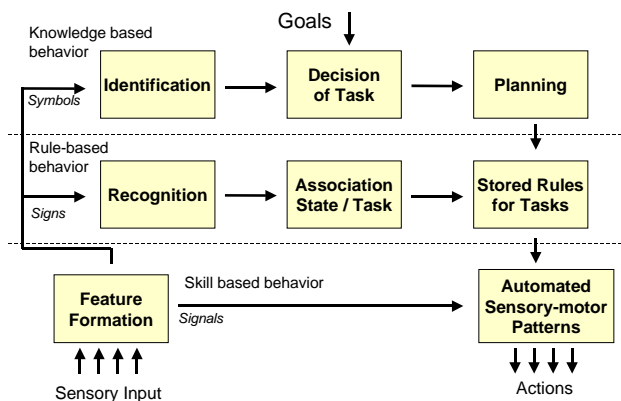 Goals
Knowledge based
behavior
Identification
Decision
of Task
Planning
Symbols
Rule-based
behavior
Recognition
Association
State / Task
Stored Rules
for Tasks
Signs
Skill based behavior
Feature
Formation
Automated
Sensory-motor
Patterns
Signals
Sensory Input
Actions